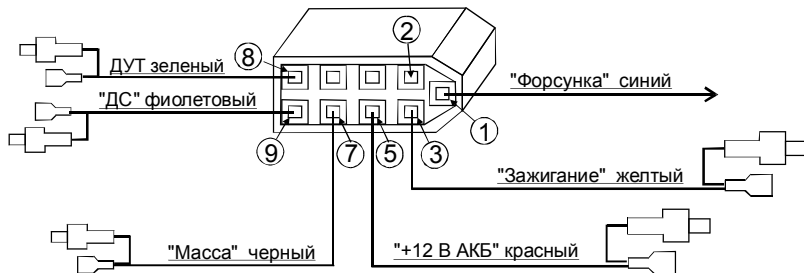 8
2
ДУТ зеленый
"Форсунка" синий
"ДС" фиолетовый
1
9
7
5
3
"Зажигание" желтый
"Масса" черный
"+12 В АКБ" красный